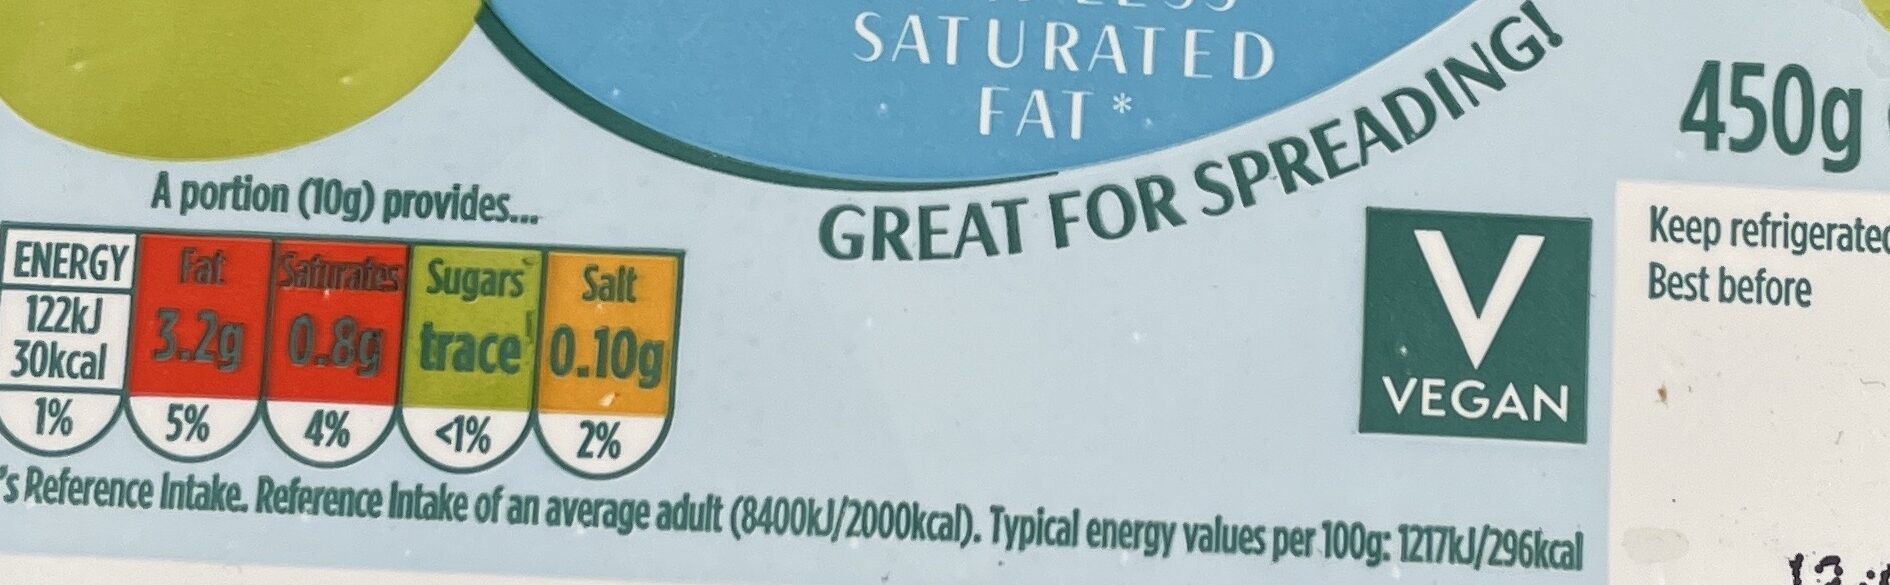 LESS
SATURATED
FAT*
GREAT FOR SPREADING!
450g
A portion (10g) provides...
ENERGY
122kJ
30kcal
1%
Fat
3.2g
5%
Saturates
0.8g
4%
Sugars
trace
<1%
Salt
0.10g
2%
V
VEGAN
Keep refrigerated
Best before
's Reference Intake. Reference Intake of an average adult (8400kJ/2000kcal). Typical energy values per 100g: 1217kJ/296kcal